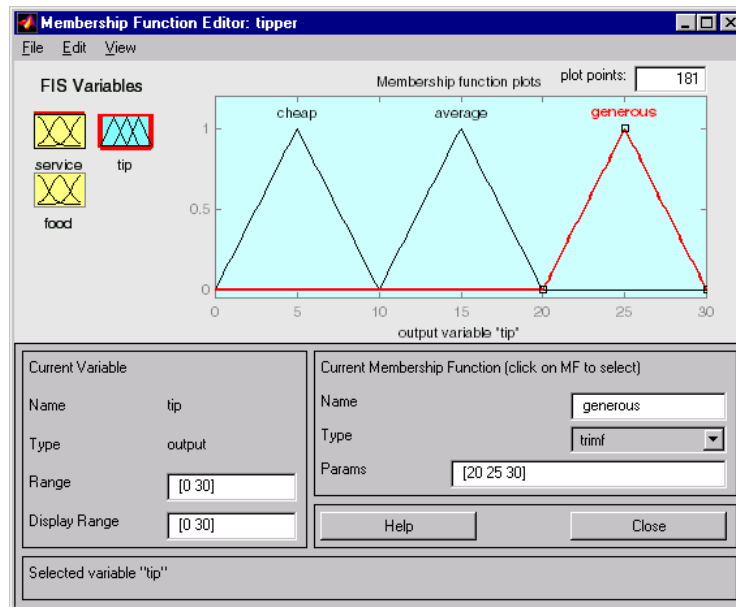 Membership Function Editor: tipper
File Edit View
FIS Variables
service
tip
food
Membership function plots
plot points: 181
cheap
average
generous
1
0.5
0
0 5 10 15 20 25 30
output variable "tip"
Current Variable
Name tip
Type output
Range [0 30]
Display Range [0 30]
Current Membership Function (click on MF to select)
Name generous
Type trimf
Params [20 25 30]
Help Close
Selected variable "tip"